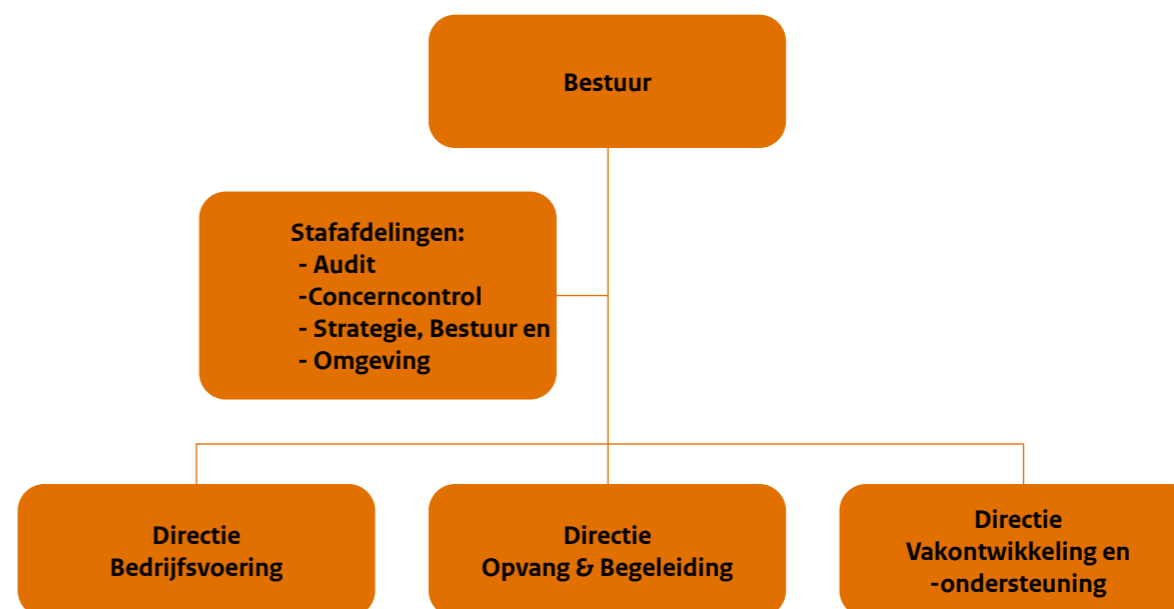 Bestuur
Stafafdelingen:
- Audit
-Concerncontrol
- Strategie, Bestuur en
- Omgeving
Directie
Bedrijfsvoering
Directie
Opvang & Begeleiding
Directie
Vakontwikkeling en
-ondersteuning